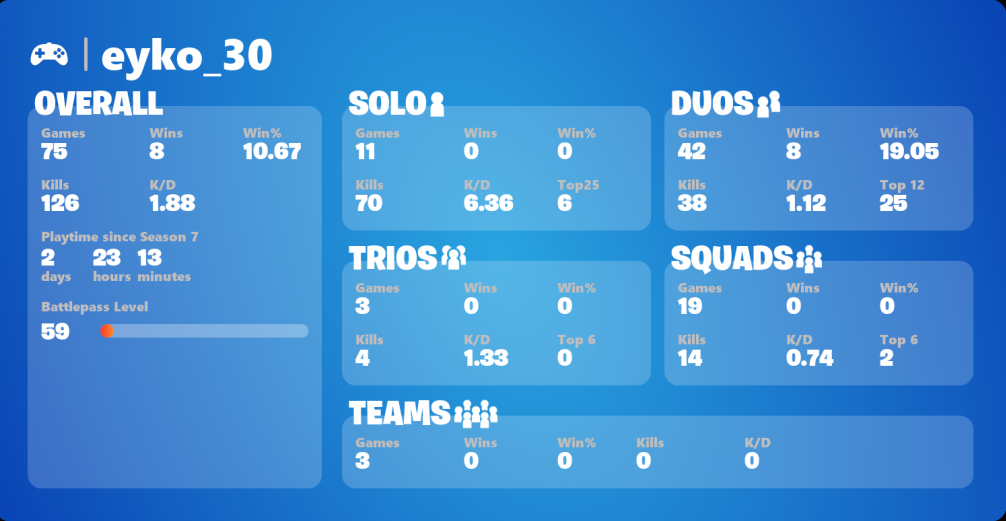 eyko_30
OVERALL
Games Wins Win%
75 8 10.67
Kills K/D
126 1.88
Playtime since Season 7
2 23 13
days hours minutes
Battlepass Level
59
SOLO
Games Wins Win%
11 0 0
Kills K/D Top25
70 6.36 6
DUOS
Games Wins Win%
42 8 19.05
Kills K/D Top 12
38 1.12 25
TRIOS
Games Wins Win%
3 0 0
Kills K/D Top 6
4 1.33 0
SQUADS
Games Wins Win%
19 0 0
Kills K/D Top 6
14 0.74 2
TEAMS
Games Wins Win% Kills K/D
3 0 0 0 0